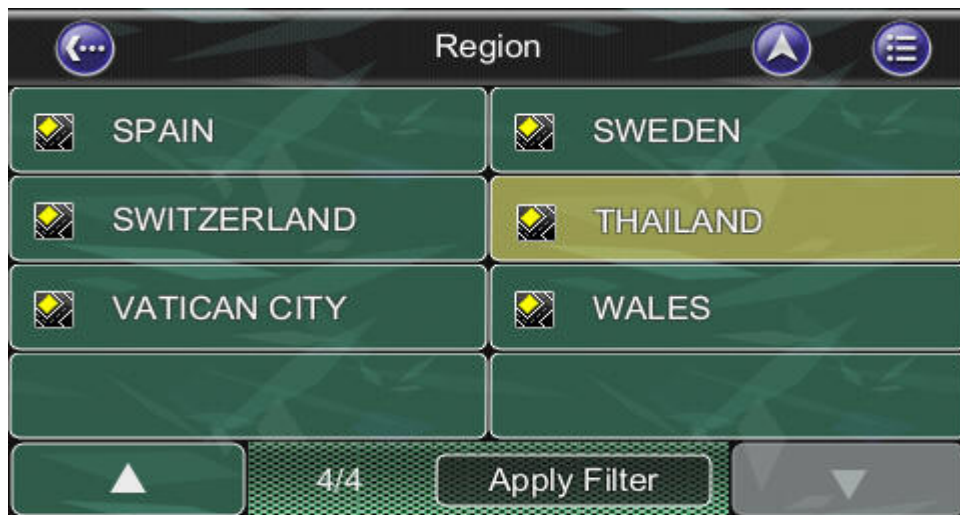 Region
SPAIN
SWEDEN
SWITZERLAND
THAILAND
VATICAN CITY
WALES
4/4
Apply Filter